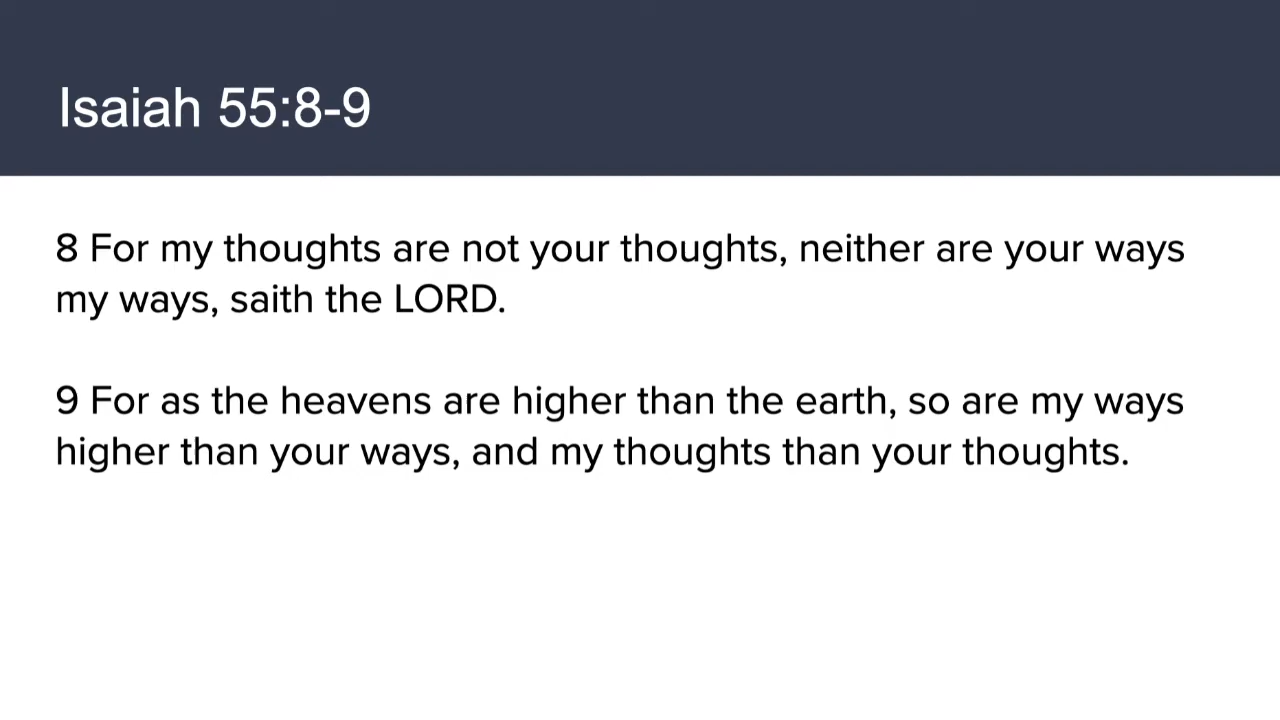 Isaiah 55:8-9
8 For my thoughts are not your thoughts, neither are your ways
my ways, saith the LORD.
9 For as the heavens are higher than the earth, so are my ways
higher than your ways, and my thoughts than your thoughts.